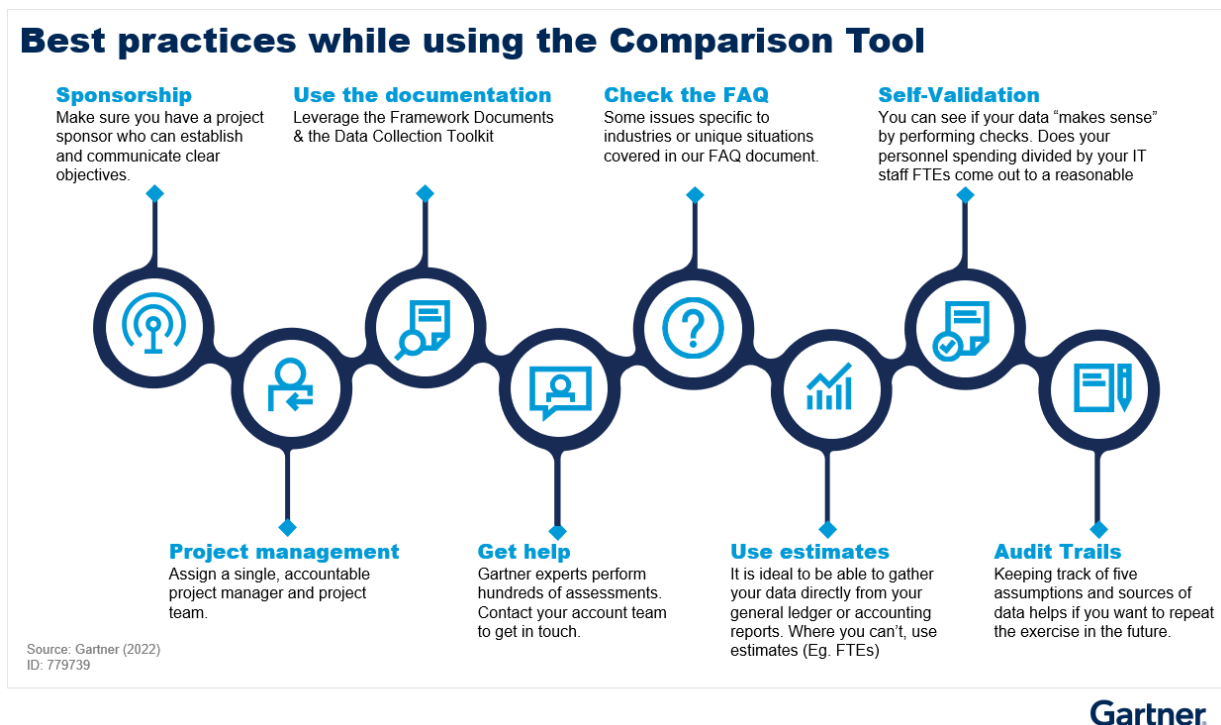 Best practices while using the Comparison Tool
Sponsorship
Make sure you have a project
sponsor who can establish
and communicate clear
objectives.
Use the documentation
Leverage the Framework Documents
& the Data Collection Toolkit
Check the FAQ
Some issues specific to
industries or unique situations
covered in our FAQ document.
Self-Validation
You can see if your data “makes sense”
by performing checks. Does your
personnel spending divided by your IT
staff FTEs come out to a reasonable
Project management
Assign a single, accountable
project manager and project
team.
Get help
Gartner experts perform
hundreds of assessments.
Contact your account team
to get in touch.
Use estimates
It is ideal to be able to gather
your data directly from your
general ledger or accounting
reports. Where you can’t, use
estimates (Eg. FTEs)
Audit Trails
Keeping track of five
assumptions and sources of
data helps if you want to repeat
the exercise in the future.
Source: Gartner (2022)
ID: 779739
Gartner